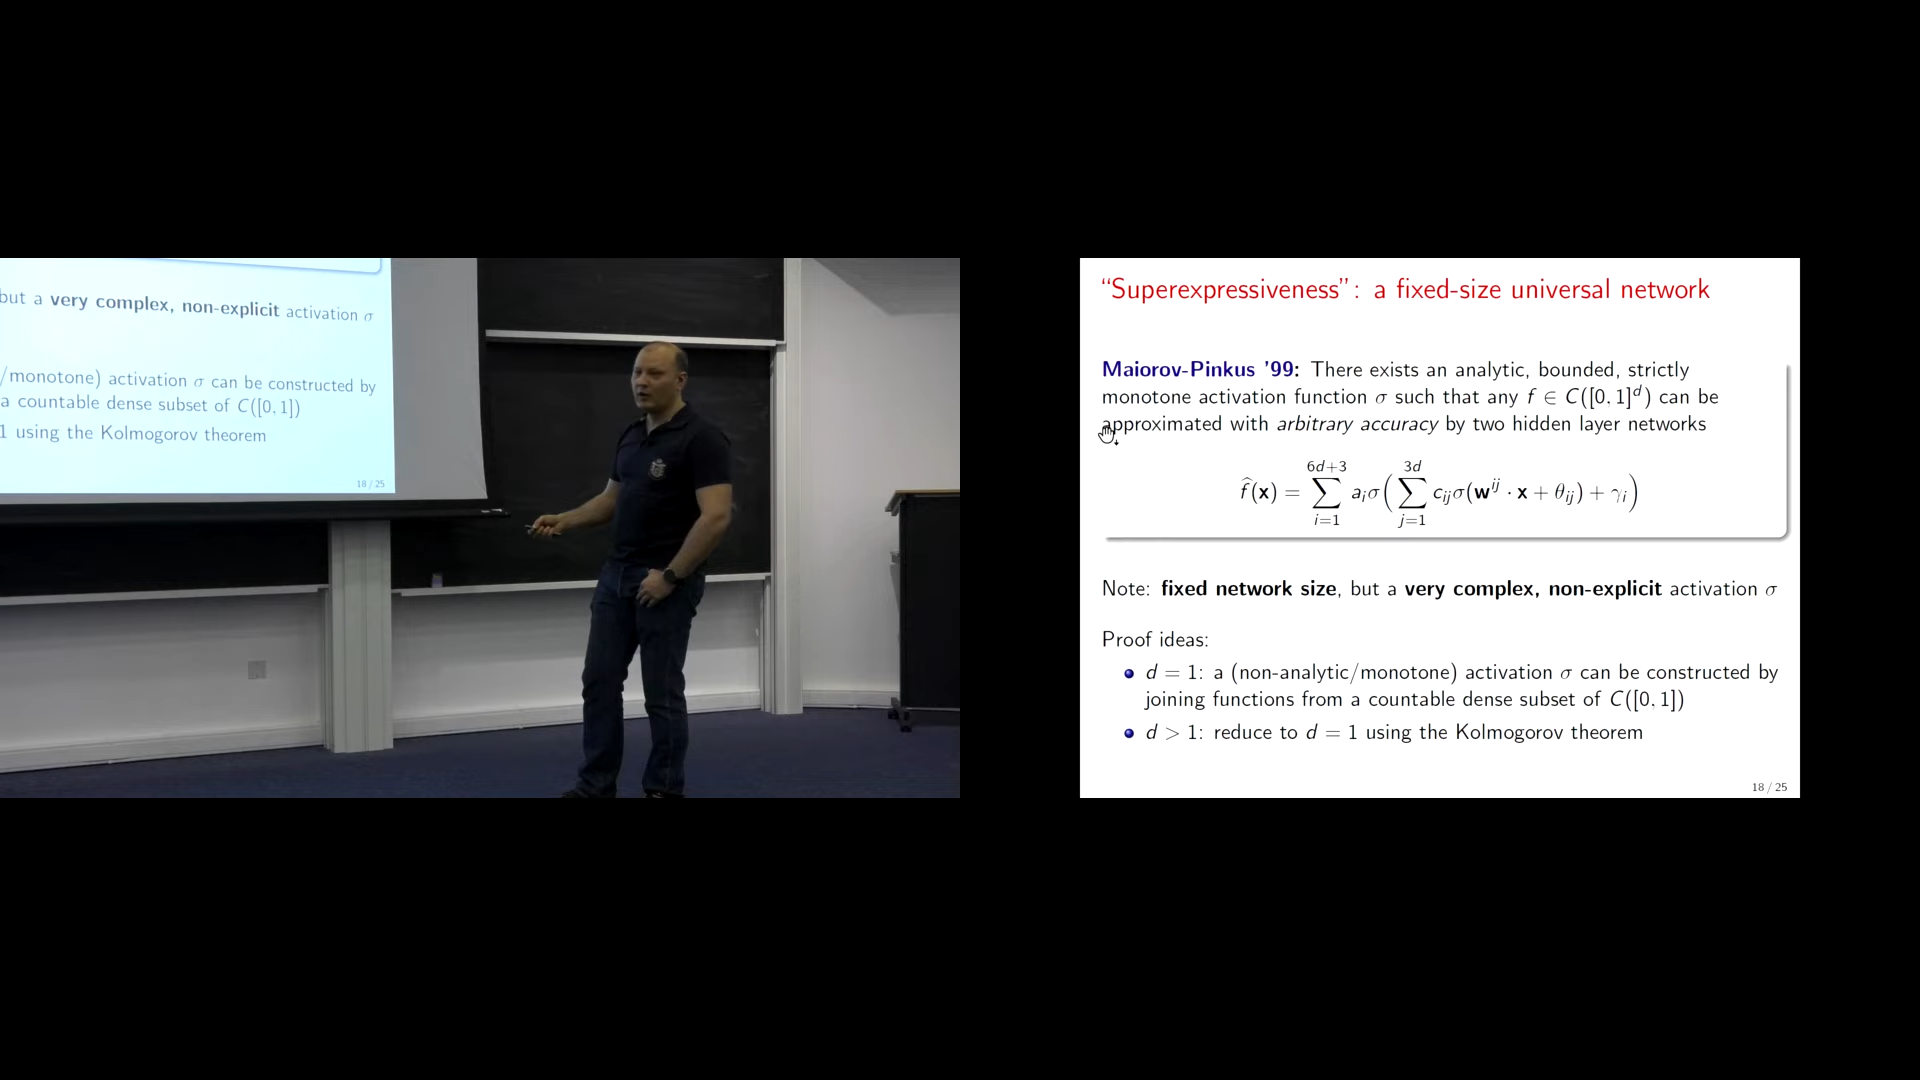 but a very complex, non-explicit activation σ
/monotone) activation σ can be constructed by
a countable dense subset of C([0, 1])
1 using the Kolmogorov theorem
18 / 25
“Superexpressiveness”: a fixed-size universal network
Maiorov-Pinkus ’99: There exists an analytic, bounded, strictly
monotone activation function σ such that any f ∈ C([0, 1]^d) can be
approximated with arbitrary accuracy by two hidden layer networks
f̂(x) = ∑_{i=1}^{6d+3} a_i σ(∑_{j=1}^{3d} c_{ij} σ(w^{ij} · x + θ_{ij}) + γ_i)
Note: fixed network size, but a very complex, non-explicit activation σ
Proof ideas:
d = 1: a (non-analytic/monotone) activation σ can be constructed by
joining functions from a countable dense subset of C([0, 1])
d > 1: reduce to d = 1 using the Kolmogorov theorem
18 / 25